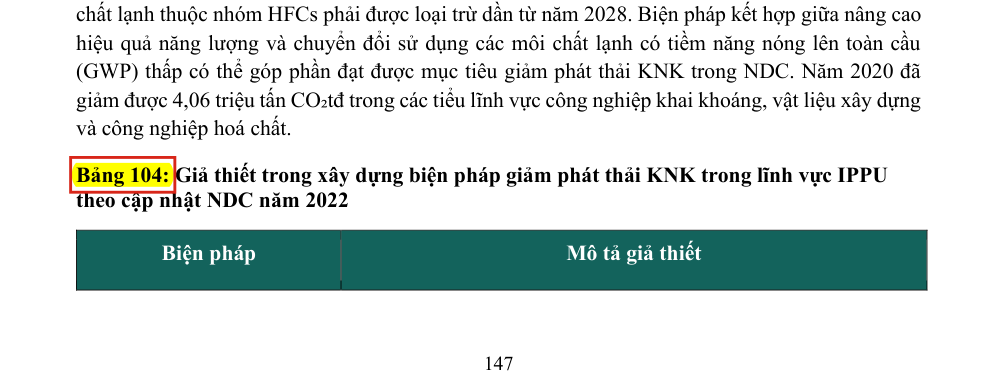 chất lạnh thuộc nhóm HFCs phải được loại trừ dần từ năm 2028. Biện pháp kết hợp giữa nâng cao
hiệu quả năng lượng và chuyển đổi sử dụng các môi chất lạnh có tiềm năng nóng lên toàn cầu
(GWP) thấp có thể góp phần đạt được mục tiêu giảm phát thải KNK trong NDC. Năm 2020 đã
giảm được 4,06 triệu tấn CO₂tđ trong các tiểu lĩnh vực công nghiệp khai khoáng, vật liệu xây dựng
và công nghiệp hoá chất.
Bảng 104: Giả thiết trong xây dựng biện pháp giảm phát thải KNK trong lĩnh vực IPPU
theo cập nhật NDC năm 2022
Biện pháp Mô tả giả thiết
147